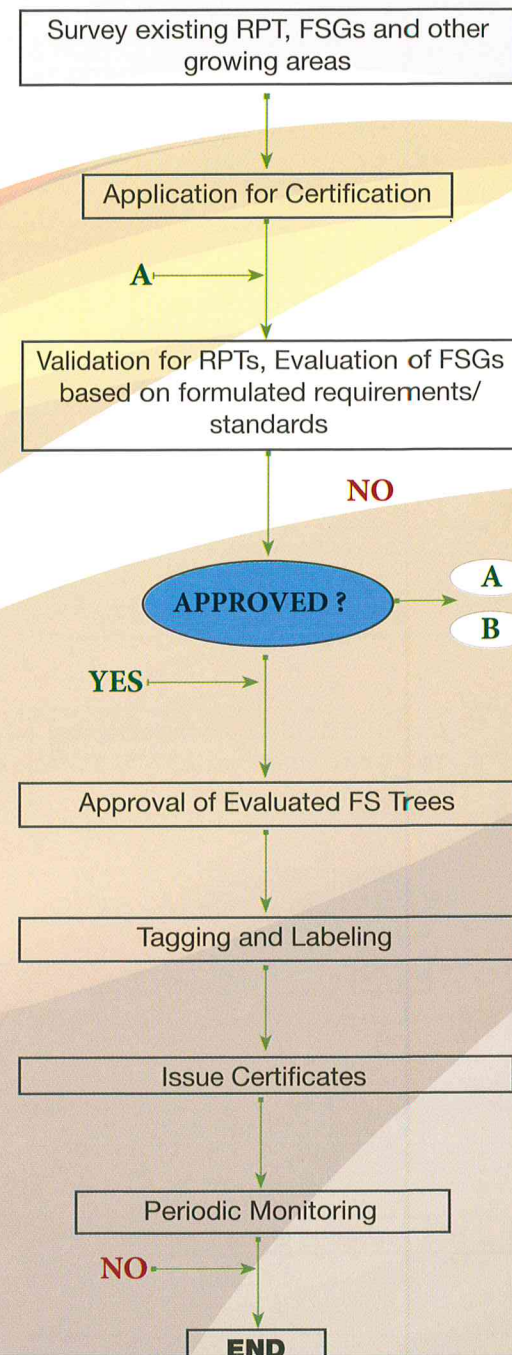 Survey existing RPT, FSGs and other
growing areas
Application for Certification
A
Validation for RPTs, Evaluation of FSGs
based on formulated requirements/
standards
NO
APPROVED ?
A
B
YES
Approval of Evaluated FS Trees
Tagging and Labeling
Issue Certificates
Periodic Monitoring
NO
END